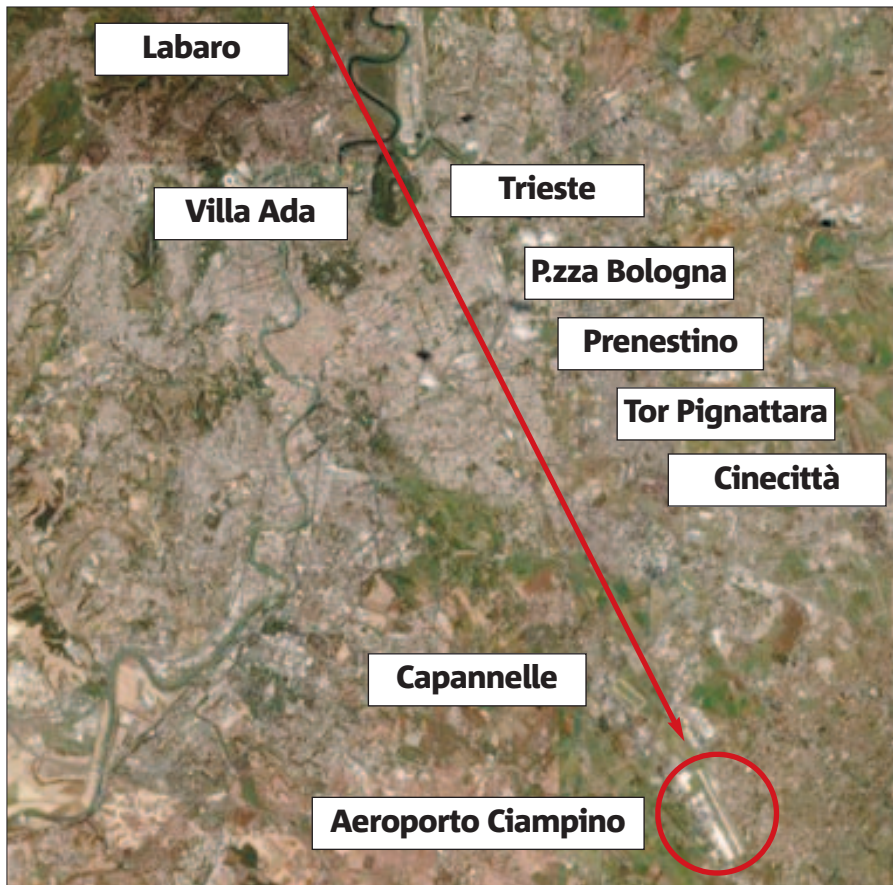 Labaro
Villa Ada
Trieste
P.zza Bologna
Prenestino
Tor Pignattara
Cinecittà
Capannelle
Aeroporto Ciampino